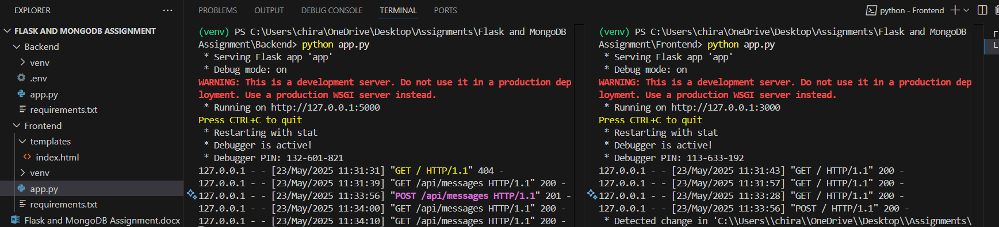 EXPLORER
···
FLASK AND MONGODB ASSIGNMENT
Backend
venv
.env
app.py
requirements.txt
Frontend
templates
index.html
venv
app.py
requirements.txt
Flask and MongoDB Assignment.docx
PROBLEMS OUTPUT DEBUG CONSOLE TERMINAL PORTS
python - Frontend
(venv) PS C:\Users\chira\OneDrive\Desktop\Assignments\Flask and MongoDB
Assignment\Backend> python app.py
* Serving Flask app 'app'
* Debug mode: on
WARNING: This is a development server. Do not use it in a production dep
loyment. Use a production WSGI server instead.
* Running on http://127.0.0.1:5000
Press CTRL+C to quit
* Restarting with stat
* Debugger is active!
* Debugger PIN: 132-601-821
127.0.0.1 - - [23/May/2025 11:31:31] "GET / HTTP/1.1" 404 -
127.0.0.1 - - [23/May/2025 11:31:39] "GET /api/messages HTTP/1.1" 200 -
127.0.0.1 - - [23/May/2025 11:33:56] "POST /api/messages HTTP/1.1" 201 -
127.0.0.1 - - [23/May/2025 11:34:00] "GET /api/messages HTTP/1.1" 200 -
127.0.0.1 - - [23/May/2025 11:34:10] "GET /api/messages HTTP/1.1" 200 -
(venv) PS C:\Users\chira\OneDrive\Desktop\Assignments\Flask and MongoDB
Assignment\Frontend> python app.py
* Serving Flask app 'app'
* Debug mode: on
WARNING: This is a development server. Do not use it in a production dep
loyment. Use a production WSGI server instead.
* Running on http://127.0.0.1:3000
Press CTRL+C to quit
* Restarting with stat
* Debugger is active!
* Debugger PIN: 113-633-192
127.0.0.1 - - [23/May/2025 11:31:43] "GET / HTTP/1.1" 200 -
127.0.0.1 - - [23/May/2025 11:31:57] "GET / HTTP/1.1" 200 -
127.0.0.1 - - [23/May/2025 11:33:28] "GET / HTTP/1.1" 200 -
127.0.0.1 - - [23/May/2025 11:33:56] "POST / HTTP/1.1" 200 -
* Detected change in 'C:\\Users\\chira\\OneDrive\\Desktop\\Assignments\